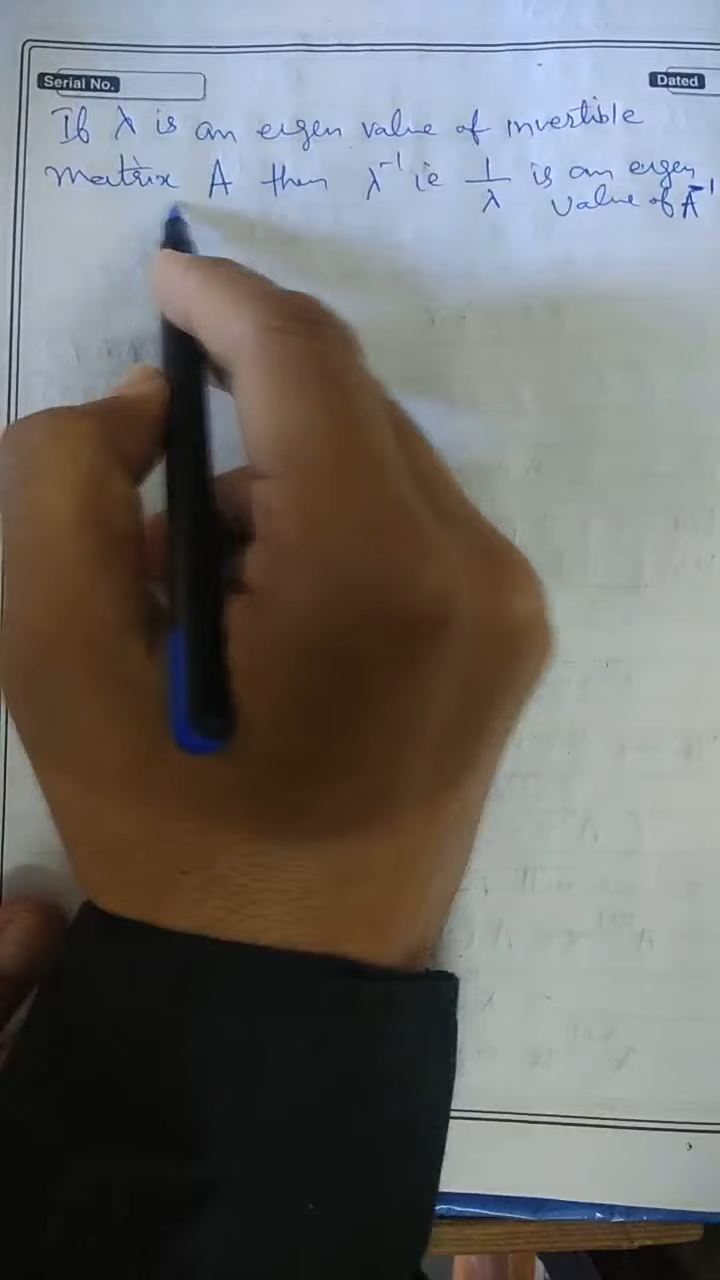 Serial No.
Dated
If λ is an eigen value of invertible
matrix A then λ⁻¹ ie 1/λ is an eigen
value of A⁻¹